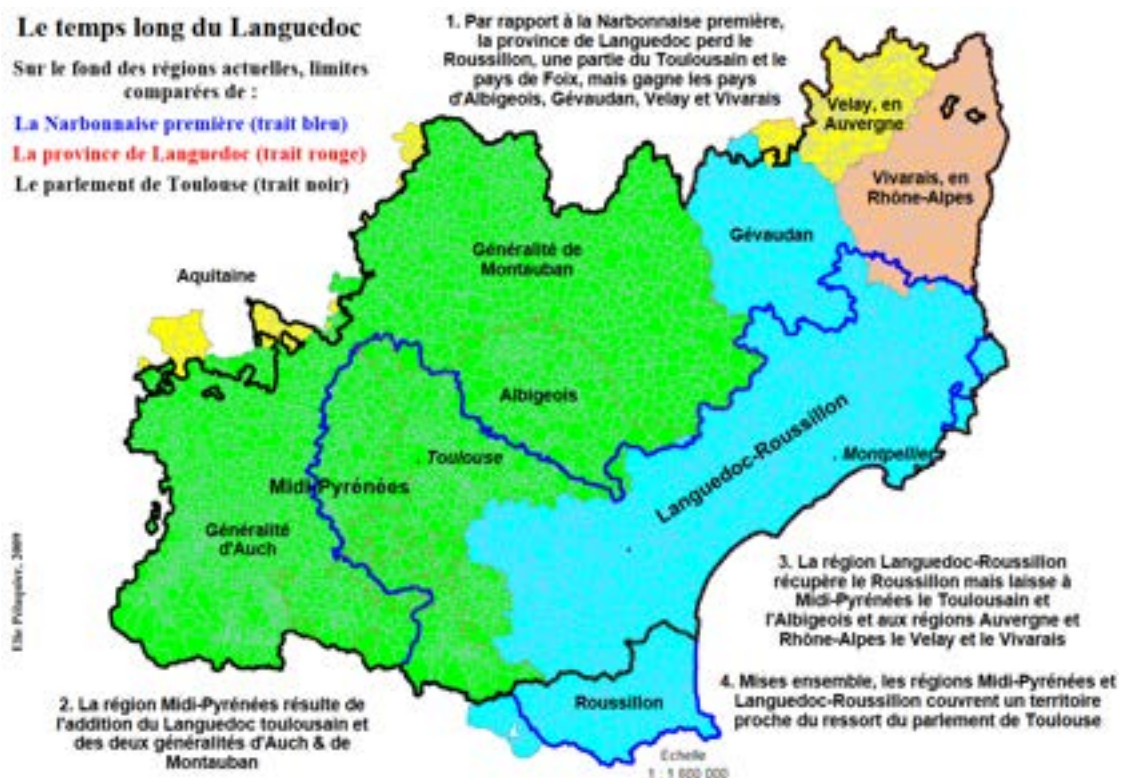 Le temps long du Languedoc
Sur le fond des régions actuelles, limites
comparées de :
La Narbonnaise première (trait bleu)
La province de Languedoc (trait rouge)
Le parlement de Toulouse (trait noir)
1. Par rapport à la Narbonnaise première,
la province de Languedoc perd le
Roussillon, une partie du Toulousain et le
pays de Foix, mais gagne les pays
d'Albigeois, Gévaudan, Velay et Vivarais
Velay, en
Auvergne
Vivarais, en
Rhône-Alpes
Gévaudan
Généralité de
Montauban
Aquitaine
Albigeois
. Toulouse
Midi-Pyrénées
Languedoc-Roussillon
. Montpellier
Généralité
d'Auch
Elie Pélaquier, 2009
3. La région Languedoc-Roussillon
récupère le Roussillon mais laisse à
Midi-Pyrénées le Toulousain et
l'Albigeois et aux régions Auvergne et
Rhône-Alpes le Velay et le Vivarais
4. Mises ensemble, les régions Midi-Pyrénées et
Languedoc-Roussillon couvrent un territoire
proche du ressort du parlement de Toulouse
Roussillon
2. La région Midi-Pyrénées résulte de
l'addition du Languedoc toulousain et
des deux généralités d'Auch & de
Montauban
Echelle
1 : 1 600 000